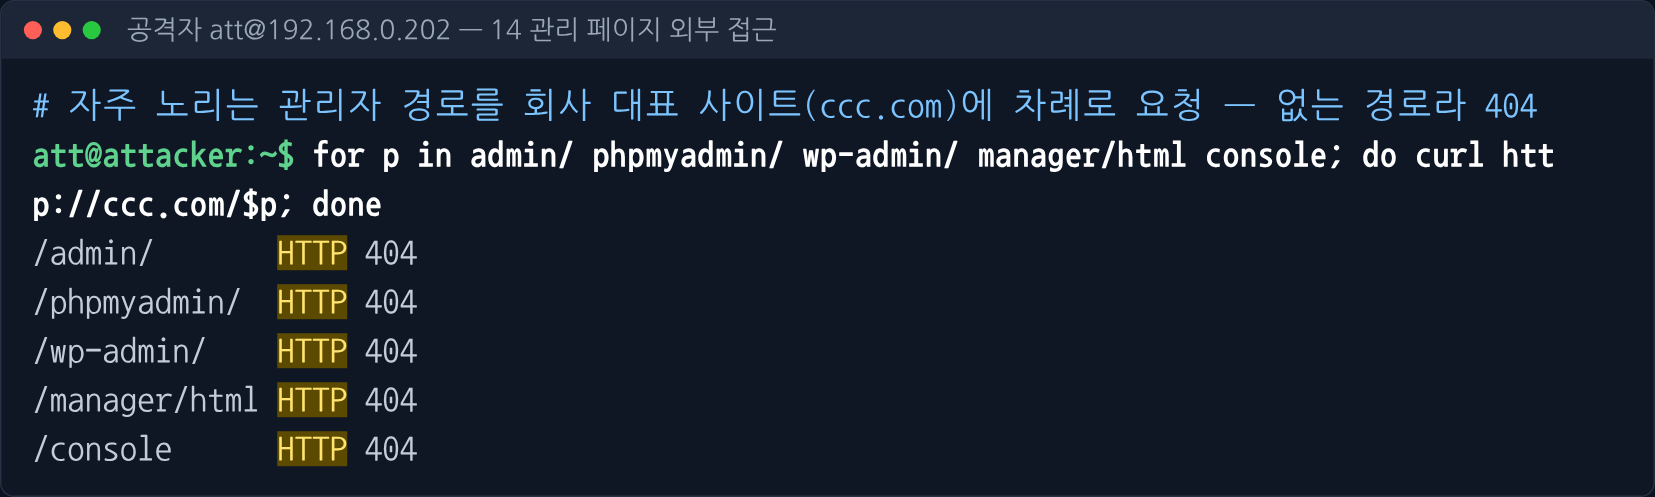 공격자 att@192.168.0.202 — 14 관리 페이지 외부 접근
# 자주 노리는 관리자 경로를 회사 대표 사이트(ccc.com)에 차례로 요청 — 없는 경로라 404
att@attacker:~$ for p in admin/ phpmyadmin/ wp-admin/ manager/html console; do curl htt
p://ccc.com/$p; done
/admin/ HTTP 404
/phpmyadmin/ HTTP 404
/wp-admin/ HTTP 404
/manager/html HTTP 404
/console HTTP 404